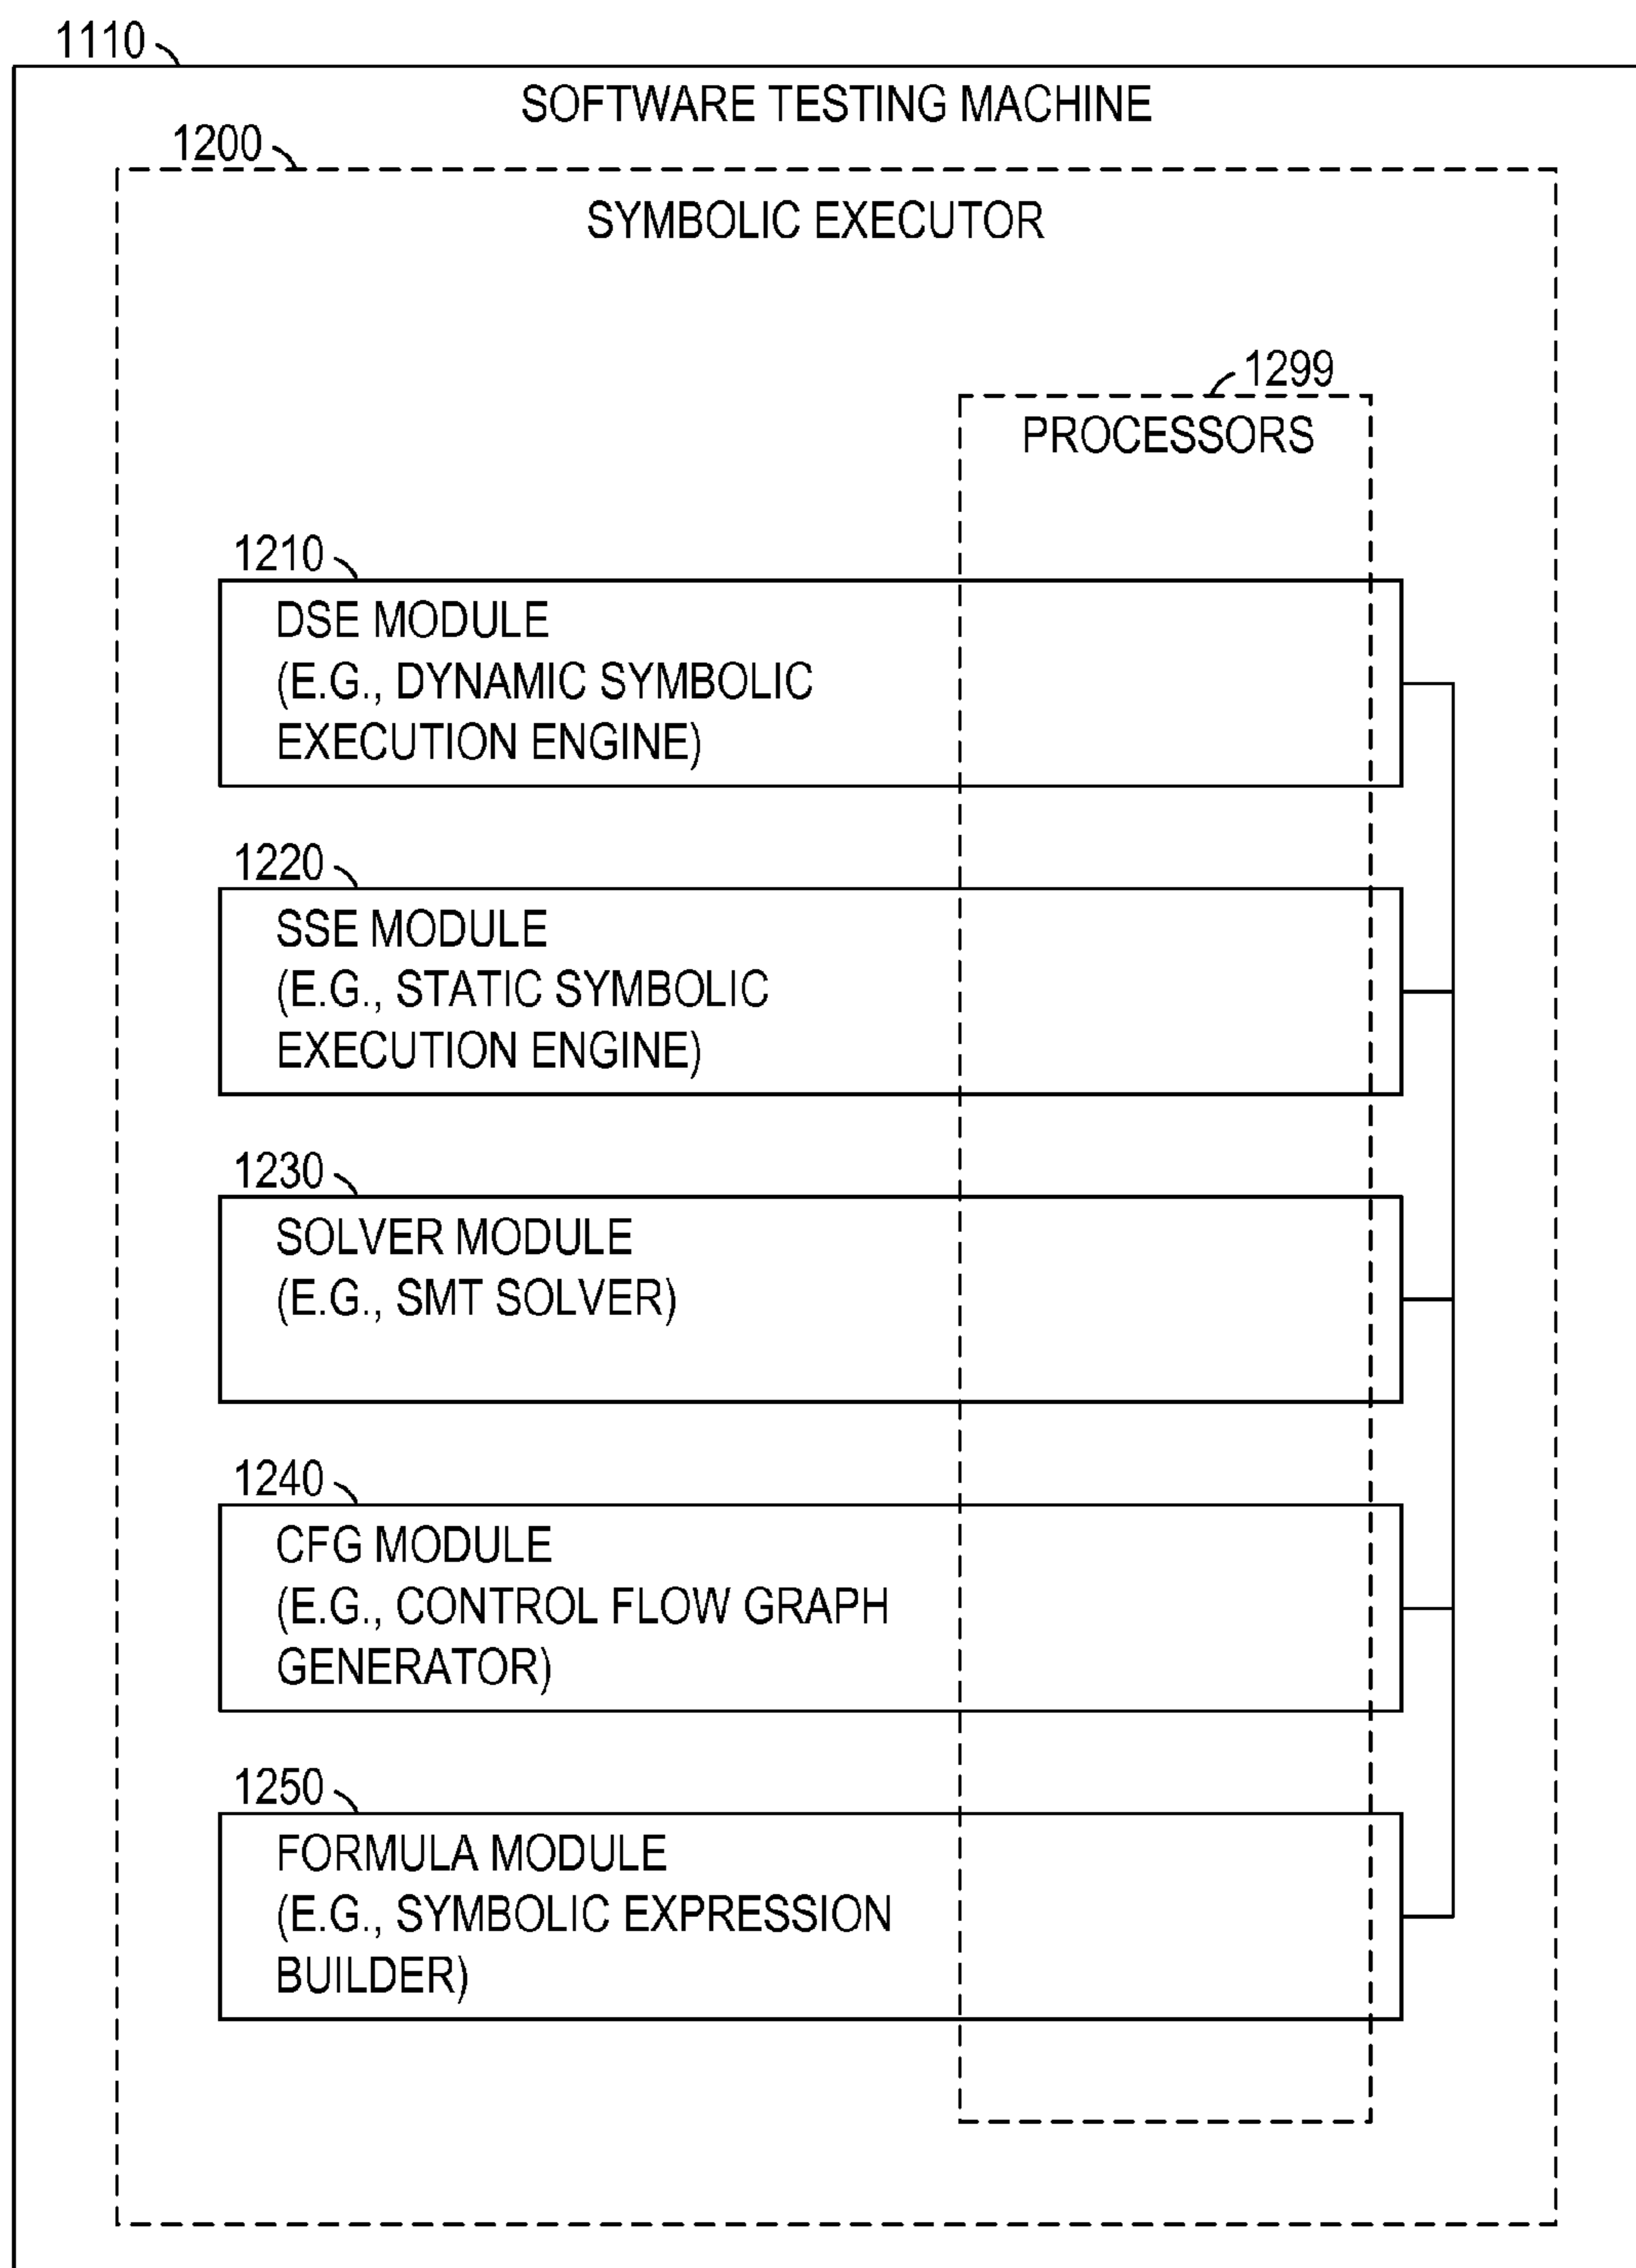 1110
SOFTWARE TESTING MACHINE
1200
SYMBOLIC EXECUTOR
1299
PROCESSORS
1210
DSE MODULE
(E.G., DYNAMIC SYMBOLIC
EXECUTION ENGINE)
1220
SSE MODULE
(E.G., STATIC SYMBOLIC
EXECUTION ENGINE)
1230
SOLVER MODULE
(E.G., SMT SOLVER)
1240
CFG MODULE
(E.G., CONTROL FLOW GRAPH
GENERATOR)
1250
FORMULA MODULE
(E.G., SYMBOLIC EXPRESSION
BUILDER)